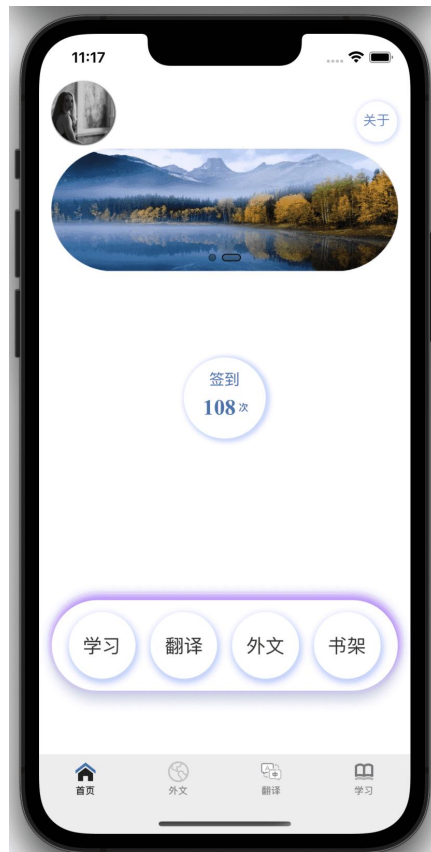 11:17
关于
签到
108 次
学习 翻译 外文 书架
首页 外文 翻译 学习